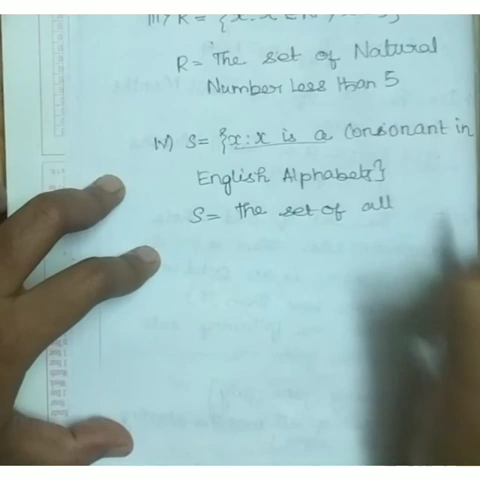 R= The set of Natural
Number Less than 5
iv) S= {x:x is a Consonant in
English Alphabets}
S= the set of all